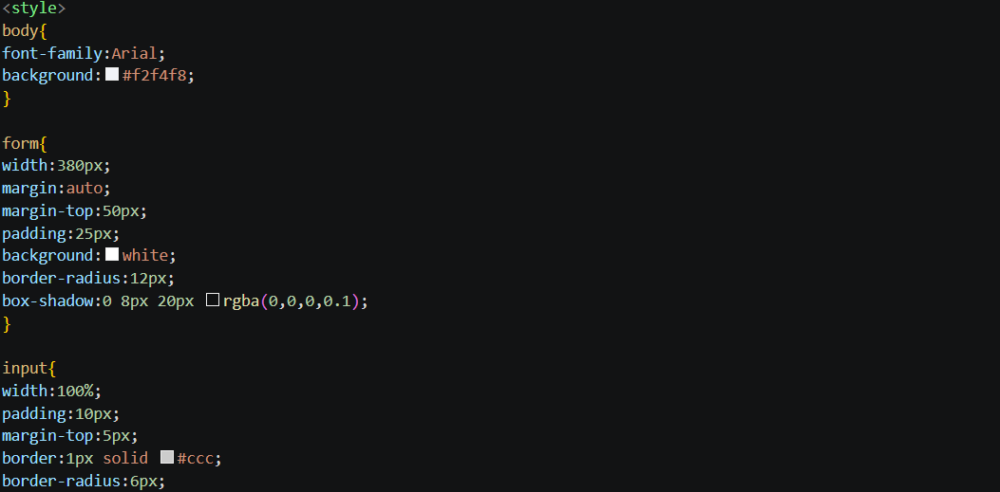 <style>
body{
font-family:Arial;
background:#f2f4f8;
}
form{
width:380px;
margin:auto;
margin-top:50px;
padding:25px;
background:white;
border-radius:12px;
box-shadow:0 8px 20px rgba(0,0,0,0.1);
}
input{
width:100%;
padding:10px;
margin-top:5px;
border:1px solid #ccc;
border-radius:6px;